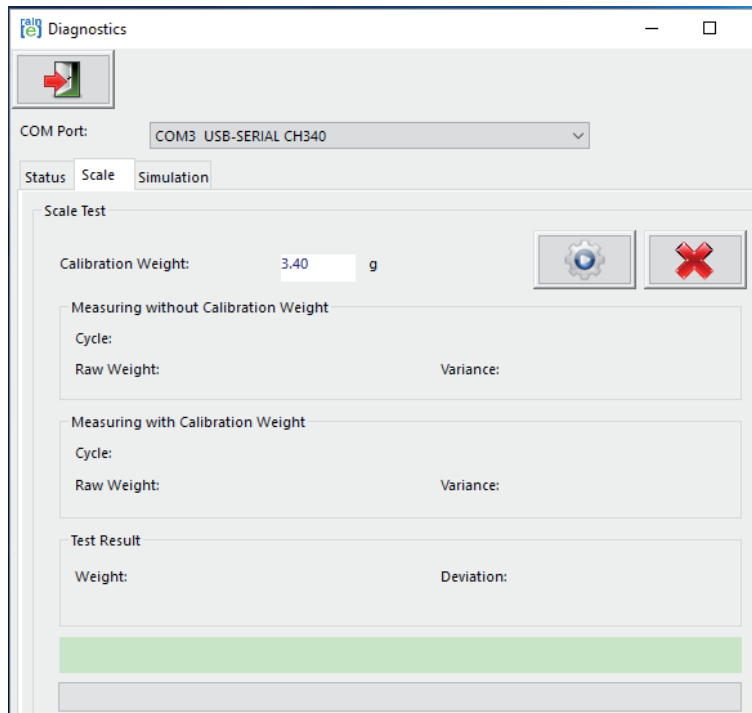 [aln e] Diagnostics
COM Port: COM3 USB-SERIAL CH340
Status Scale Simulation
Scale Test
Calibration Weight: 3.40 g
Measuring without Calibration Weight
Cycle:
Raw Weight: Variance:
Measuring with Calibration Weight
Cycle:
Raw Weight: Variance:
Test Result
Weight: Deviation: